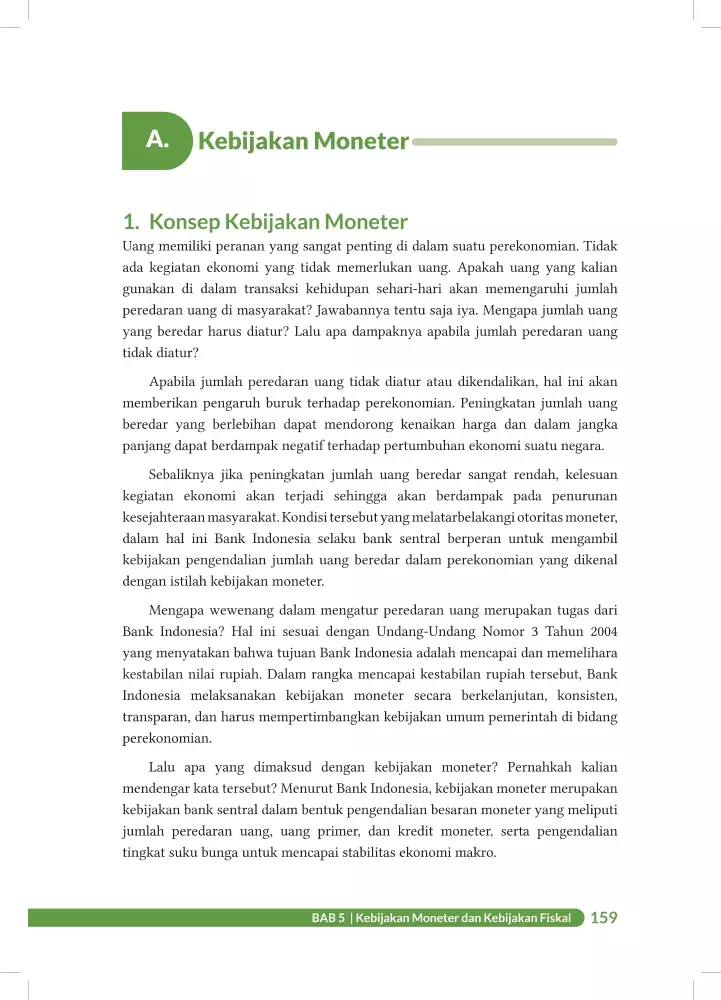 A.
Kebijakan Moneter
1. Konsep Kebijakan Moneter
Uang memiliki peranan yang sangat penting di dalam suatu perekonomian. Tidak
ada kegiatan ekonomi yang tidak memerlukan uang. Apakah uang yang kalian
gunakan di dalam transaksi kehidupan sehari-hari akan memengaruhi jumlah
peredaran uang di masyarakat? Jawabannya tentu saja iya. Mengapa jumlah uang
yang beredar harus diatur? Lalu apa dampaknya apabila jumlah peredaran uang
tidak diatur?
Apabila jumlah peredaran uang tidak diatur atau dikendalikan, hal ini akan
memberikan pengaruh buruk terhadap perekonomian. Peningkatan jumlah uang
beredar yang berlebihan dapat mendorong kenaikan harga dan dalam jangka
panjang dapat berdampak negatif terhadap pertumbuhan ekonomi suatu negara.
Sebaliknya jika peningkatan jumlah uang beredar sangat rendah, kelesuan
kegiatan ekonomi akan terjadi sehingga akan berdampak pada penurunan
kesejahteraan masyarakat. Kondisi tersebut yang melatarbelakangi otoritas moneter,
dalam hal ini Bank Indonesia selaku bank sentral berperan untuk mengambil
kebijakan pengendalian jumlah uang beredar dalam perekonomian yang dikenal
dengan istilah kebijakan moneter.
Mengapa wewenang dalam mengatur peredaran uang merupakan tugas dari
Bank Indonesia? Hal ini sesuai dengan Undang-Undang Nomor 3 Tahun 2004
yang menyatakan bahwa tujuan Bank Indonesia adalah mencapai dan memelihara
kestabilan nilai rupiah. Dalam rangka mencapai kestabilan rupiah tersebut, Bank
Indonesia melaksanakan kebijakan moneter secara berkelanjutan, konsisten,
transparan, dan harus mempertimbangkan kebijakan umum pemerintah di bidang
perekonomian.
Lalu apa yang dimaksud dengan kebijakan moneter? Pernahkah kalian
mendengar kata tersebut? Menurut Bank Indonesia, kebijakan moneter merupakan
kebijakan bank sentral dalam bentuk pengendalian besaran moneter yang meliputi
jumlah peredaran uang, uang primer, dan kredit moneter, serta pengendalian
tingkat suku bunga untuk mencapai stabilitas ekonomi makro.
BAB 5 | Kebijakan Moneter dan Kebijakan Fiskal 159